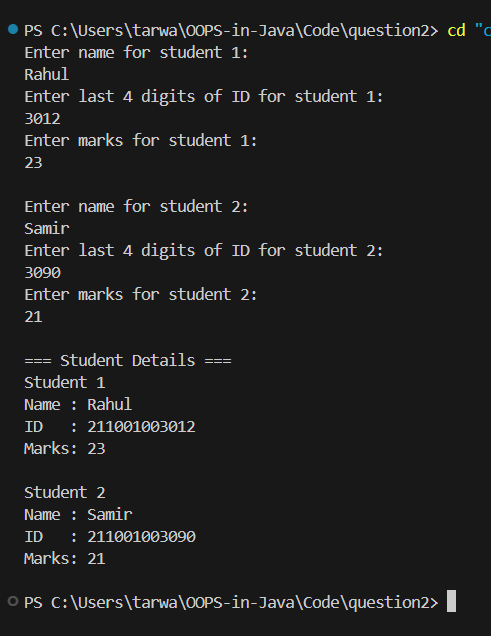 PS C:\Users\tarwa\OOPS-in-Java\Code\question2> cd "c
Enter name for student 1:
Rahul
Enter last 4 digits of ID for student 1:
3012
Enter marks for student 1:
23
Enter name for student 2:
Samir
Enter last 4 digits of ID for student 2:
3090
Enter marks for student 2:
21
=== Student Details ===
Student 1
Name : Rahul
ID   : 211001003012
Marks: 23
Student 2
Name : Samir
ID   : 211001003090
Marks: 21
PS C:\Users\tarwa\OOPS-in-Java\Code\question2>